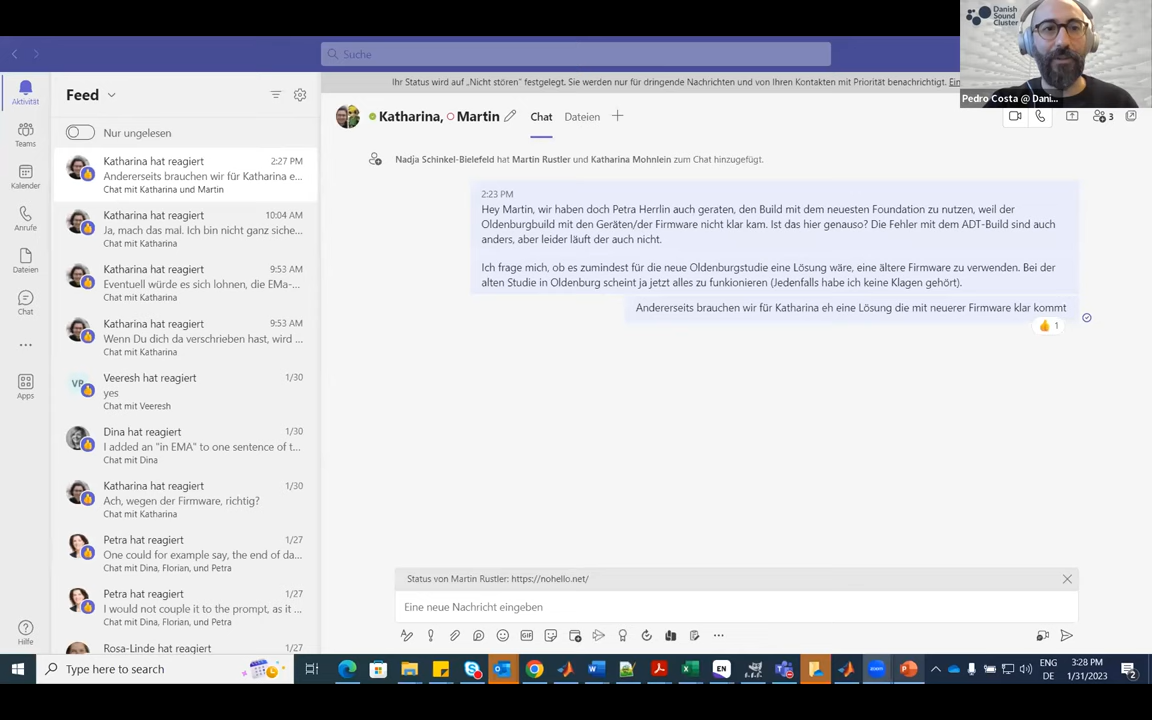 Danish
Sound
Cluster
Pedro Costa @ Dani...
Suche
Ihr Status wird auf „Nicht stören" festgelegt. Sie werden nur für dringende Nachrichten und von Ihren Kontakten mit Priorität benachrichtigt.
Aktivität
Teams
Kalender
Anrufe
Dateien
Chat
Apps
Hilfe
Feed
Nur ungelesen
Katharina hat reagiert 2:27 PM
Andererseits brauchen wir für Katharina e...
Chat mit Katharina und Martin
Katharina hat reagiert 10:04 AM
Ja, mach das mal. Ich bin nicht ganz siche...
Chat mit Katharina
Katharina hat reagiert 9:53 AM
Eventuell würde es sich lohnen, die EMa-...
Chat mit Katharina
Katharina hat reagiert 9:53 AM
Wenn Du dich da verschrieben hast, wird ...
Chat mit Katharina
VP
Veeresh hat reagiert 1/30
yes
Chat mit Veeresh
Dina hat reagiert 1/30
I added an "in EMA" to one sentence of t...
Chat mit Dina
Katharina hat reagiert 1/30
Ach, wegen der Firmware, richtig?
Chat mit Katharina
Petra hat reagiert 1/27
One could for example say, the end of da...
Chat mit Dina, Florian, und Petra
Petra hat reagiert 1/27
I would not couple it to the prompt, as it ...
Chat mit Dina, Florian, und Petra
Rosa-Linde hat reagiert 1/27
Katharina, Martin Chat Dateien
3
Nadja Schinkel-Bielefeld hat Martin Rustler und Katharina Mohnlein zum Chat hinzugefügt.
2:23 PM
Hey Martin, wir haben doch Petra Herrlin auch geraten, den Build mit dem neuesten Foundation zu nutzen, weil der
Oldenburgbuild mit den Geräten/der Firmware nicht klar kam. Ist das hier genauso? Die Fehler mit dem ADT-Build sind auch
anders, aber leider läuft der auch nicht.
Ich frage mich, ob es zumindest für die neue Oldenburgstudie eine Lösung wäre, eine ältere Firmware zu verwenden. Bei der
alten Studie in Oldenburg scheint ja jetzt alles zu funkionieren (Jedenfalls habe ich keine Klagen gehört).
Andererseits brauchen wir für Katharina eh eine Lösung die mit neuerer Firmware klar kommt
1
Status von Martin Rustler: https://nohello.net/
Eine neue Nachricht eingeben
GIF
Type here to search
EN
ENG
DE
3:28 PM
1/31/2023
2